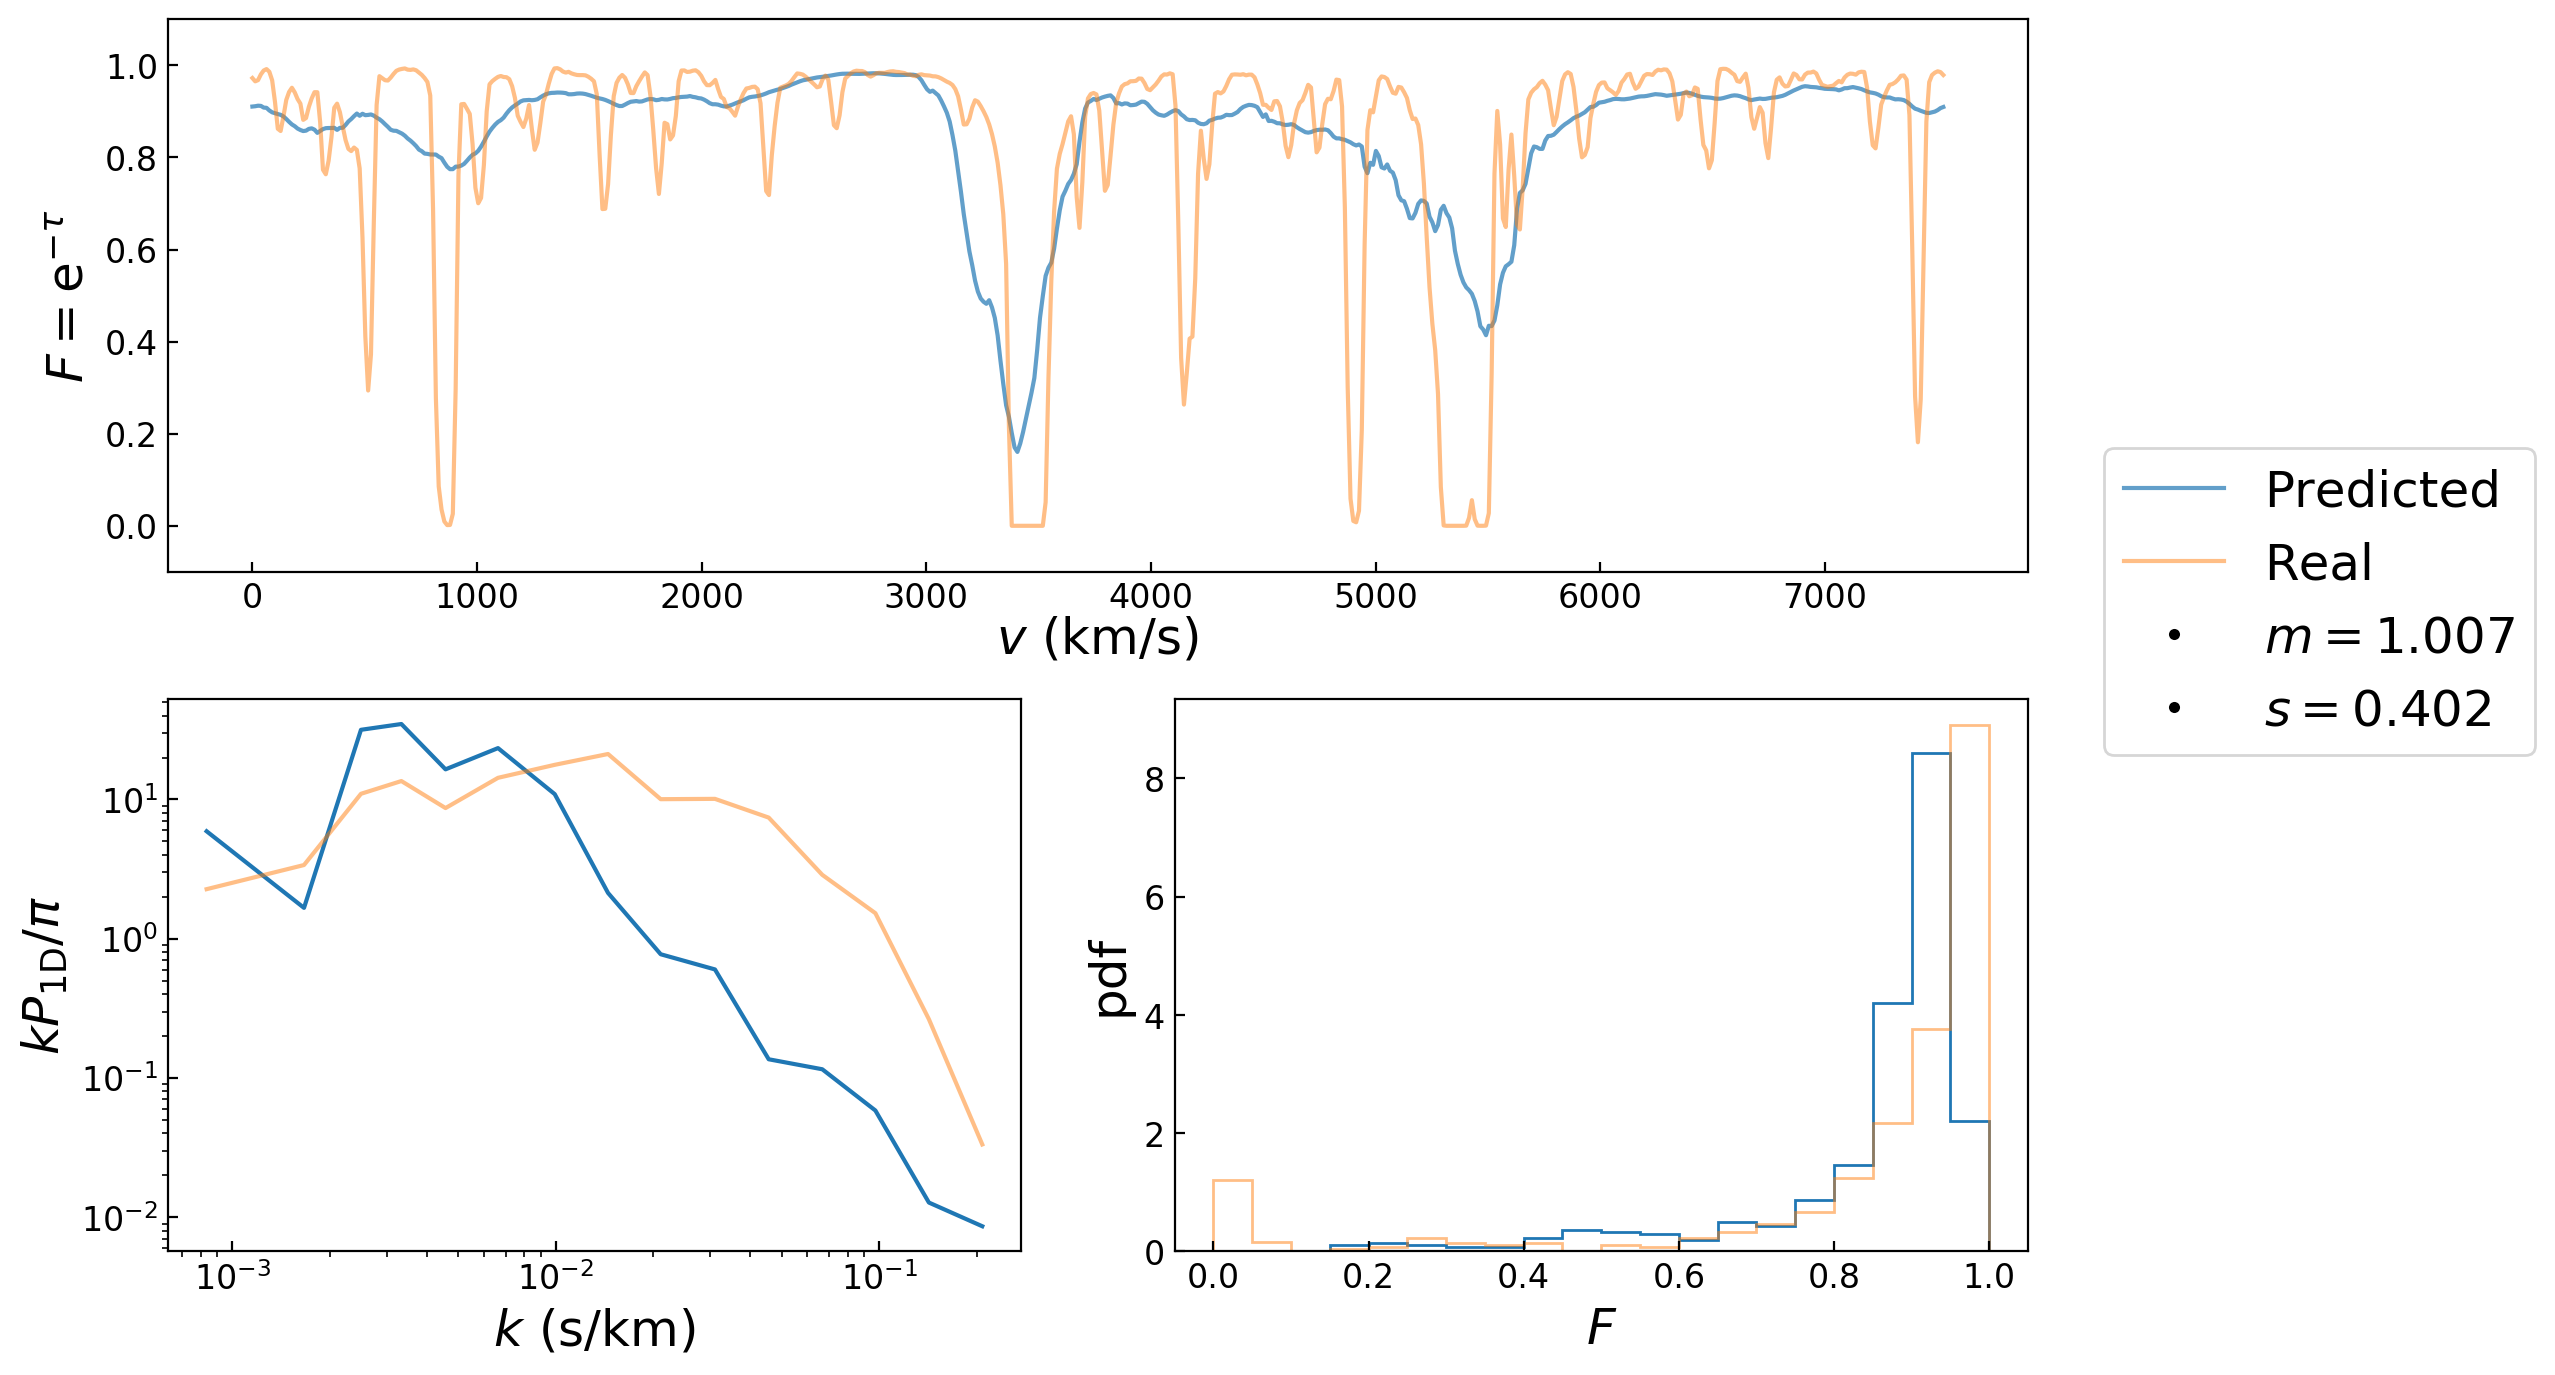 1.0
0.8
0.6
0.4
0.2
0.0
F = e^{−τ}
0 1000 2000 3000 4000 5000 6000 7000
v (km/s)
Predicted
Real
m = 1.007
s = 0.402
10^1
10^0
10^{−1}
10^{−2}
kP_{1D}/π
10^{−3} 10^{−2} 10^{−1}
k (s/km)
8
6
4
2
0
pdf
0.0 0.2 0.4 0.6 0.8 1.0
F